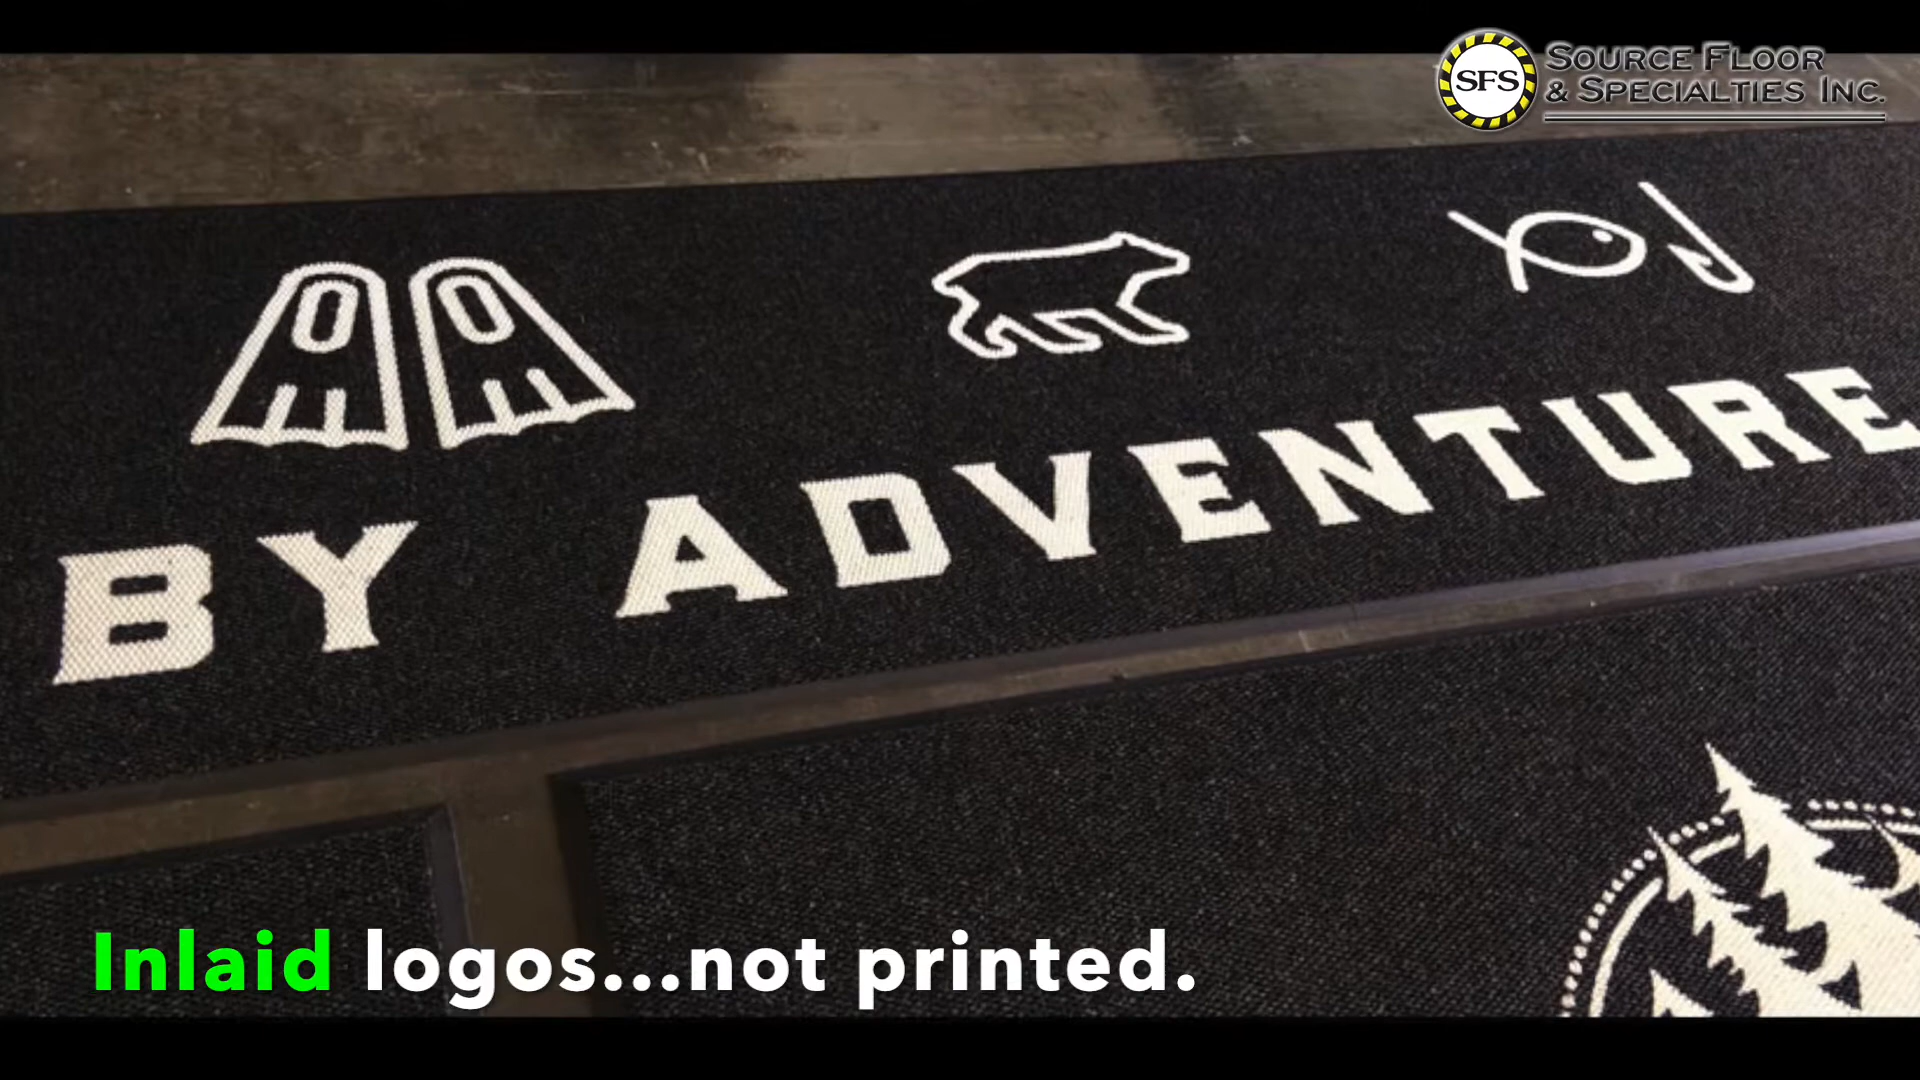 SFS
SOURCE FLOOR
& SPECIALTIES INC.
BY ADVENTURE
Inlaid logos...not printed.